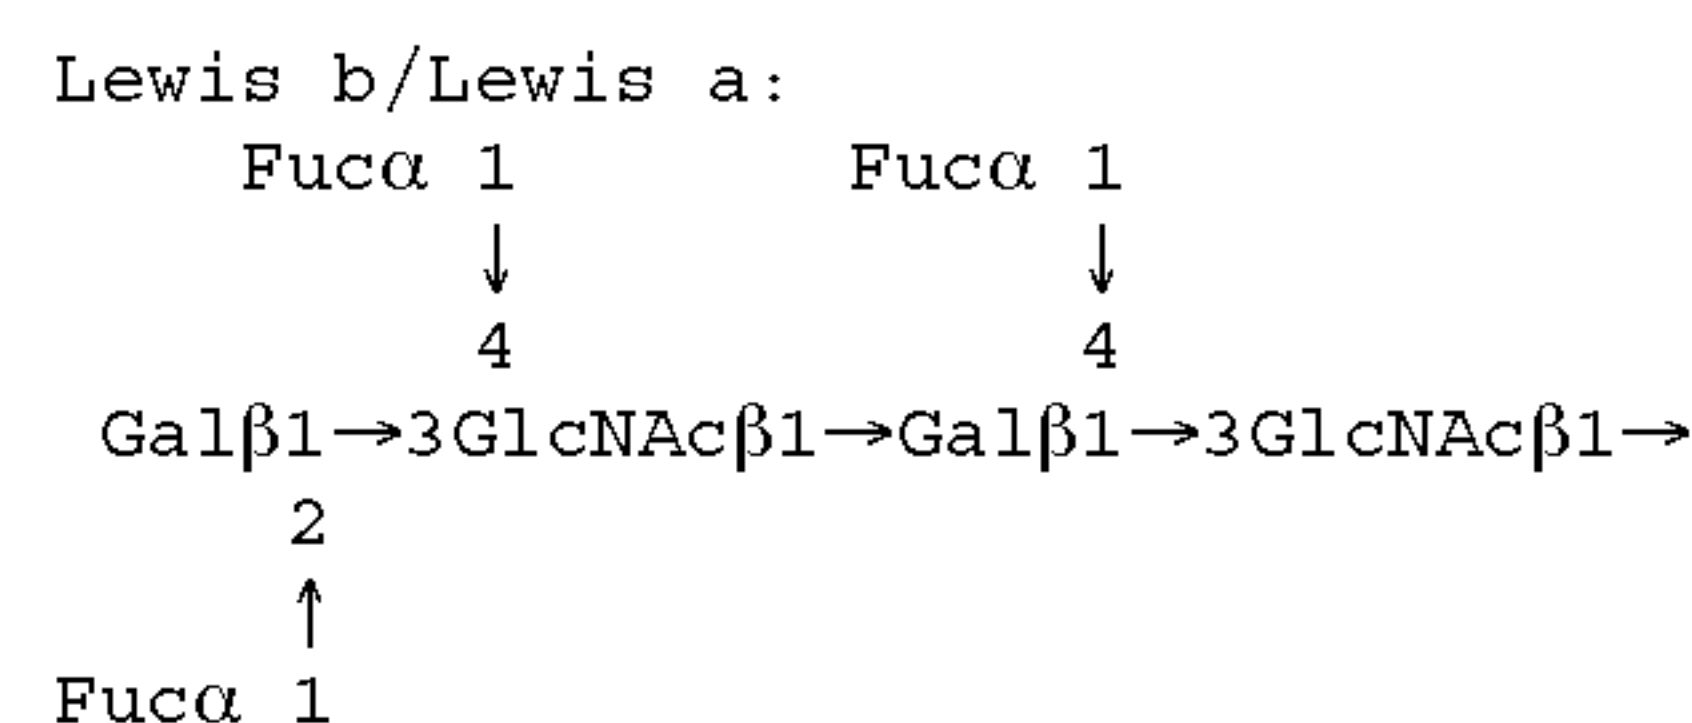 Lewis b/Lewis a:
Fucα 1 Fucα 1
↓ ↓
4 4
Galβ1→3GlcNAcβ1→Galβ1→3GlcNAcβ1→
2
↑
Fucα 1